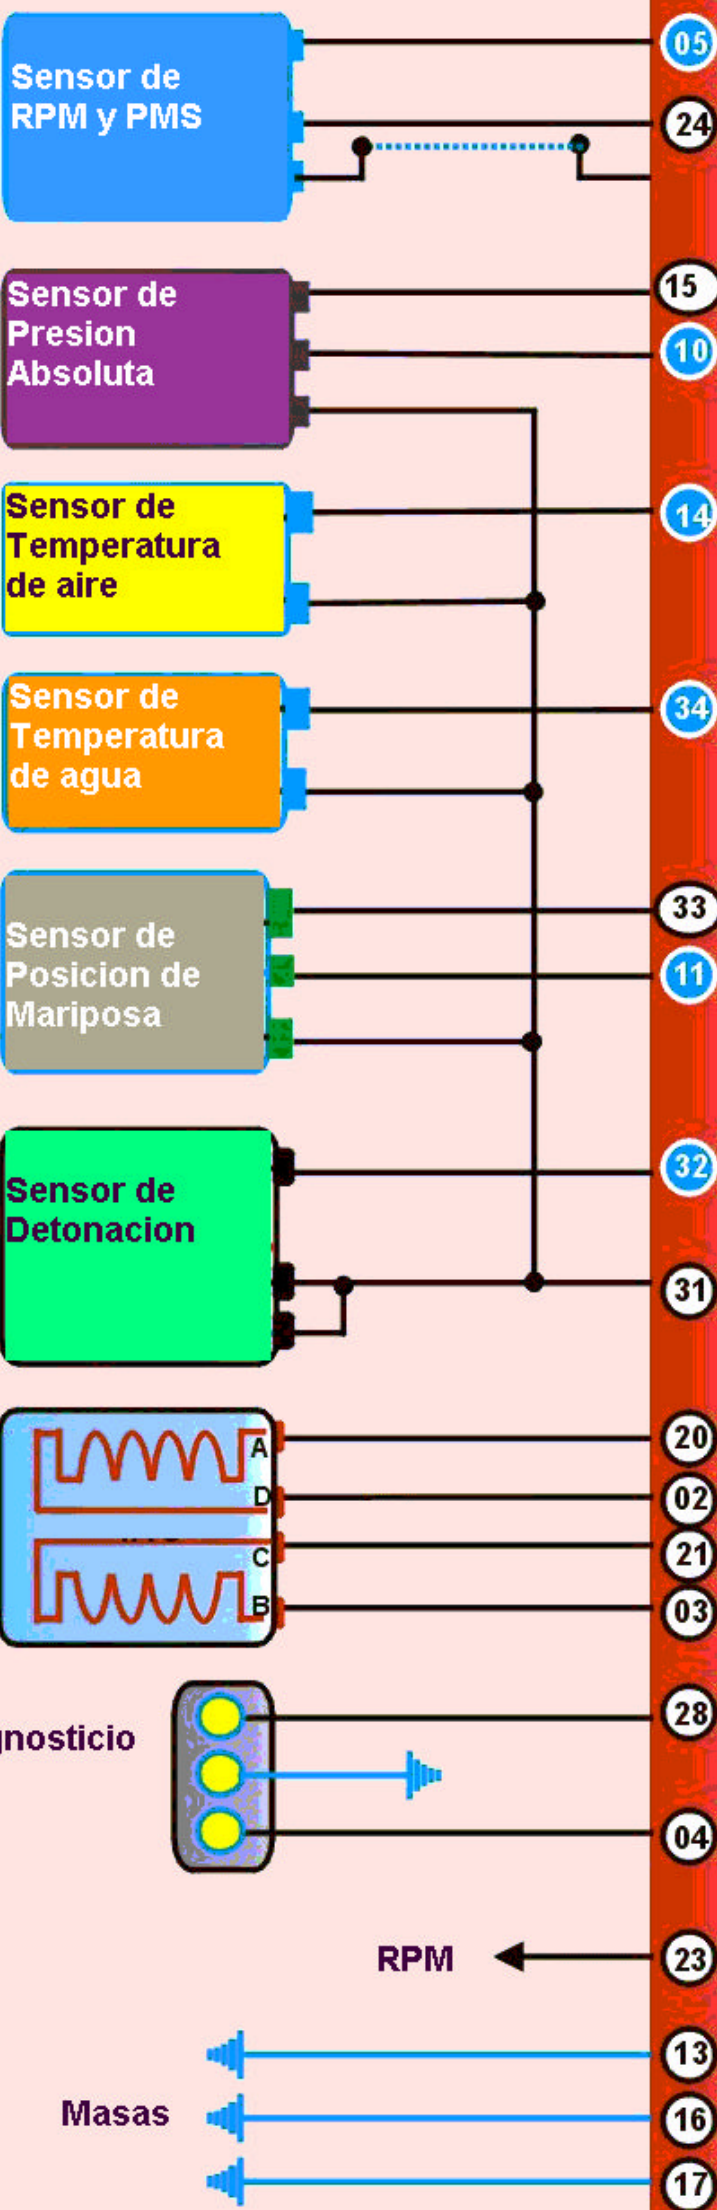 Sensor de
RPM y PMS
05
24
Sensor de
Presion
Absoluta
15
10
Sensor de
Temperatura
de aire
14
Sensor de
Temperatura
de agua
34
Sensor de
Posicion de
Mariposa
33
11
Sensor de
Detonacion
32
31
A
D
C
B
20
02
21
03
gnosticio
28
04
RPM
23
Masas
13
16
17